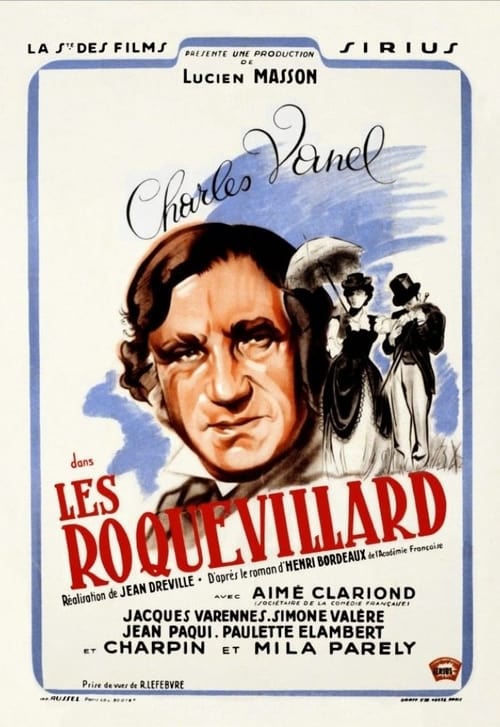 LA Sté DES FILMS SIRIUS
PRÉSENTE UNE PRODUCTION
DE
LUCIEN MASSON
Charles Vanel
dans
LES
ROQUEVILLARD
Réalisation de JEAN DREVILLE · D'après le roman d'HENRI BORDEAUX de l'Académie Française
AVEC AIMÉ CLARIOND
(SOCIÉTAIRE DE LA COMÉDIE FRANÇAISE)
JACQUES VARENNES. SIMONE VALÈRE
JEAN PAQUI. PAULETTE ELAMBERT
ET CHARPIN ET MILA PARELY
Prise de vues de R.LEFEBVRE
SIRIUS